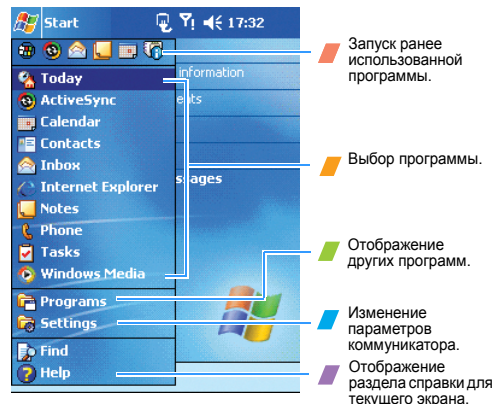 Start 17:32
Today
information
ActiveSync
ents
Calendar
Contacts
Inbox
Internet Explorer
ssages
Notes
Phone
Tasks
Windows Media
Programs
Settings
Find
Help
Запуск ранее
использованной
программы.
Выбор программы.
Отображение
других программ.
Изменение
параметров
коммуникатора.
Отображение
раздела справки для
текущего экрана.